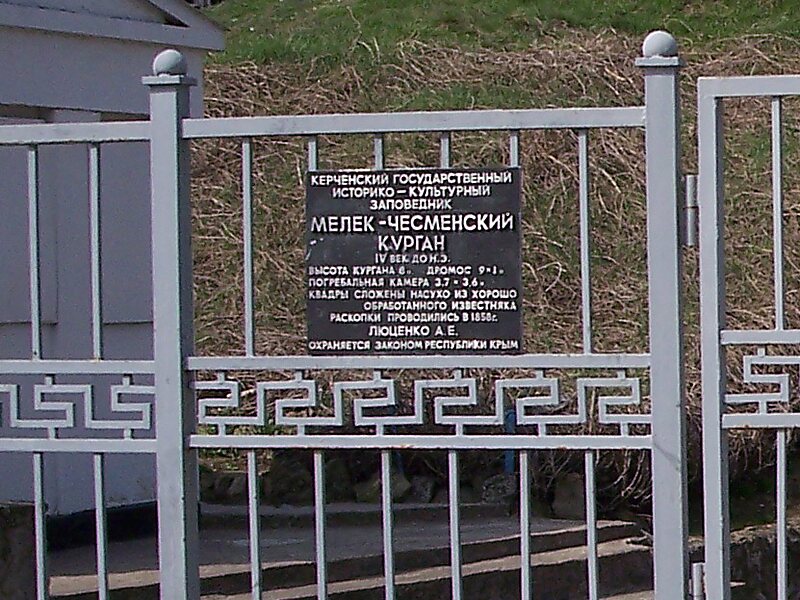 КЕРЧЕНСКИЙ ГОСУДАРСТВЕННЫЙ
ИСТОРИКО – КУЛЬТУРНЫЙ
ЗАПОВЕДНИК
МЕЛЕК - ЧЕСМЕНСКИЙ
КУРГАН
IV ВЕК ДО Н.Э.
ВЫСОТА КУРГАНА 8м ДРОМОС 9×1м
ПОГРЕБАЛЬНАЯ КАМЕРА 3.7 × 3.6м
КВАДРЫ СЛОЖЕНЫ НАСУХО ИЗ ХОРОШО
ОБРАБОТАННОГО ИЗВЕСТНЯКА
РАСКОПКИ ПРОВОДИЛИСЬ В 1858г.
ЛЮЦЕНКО А.Е.
ОХРАНЯЕТСЯ ЗАКОНОМ РЕСПУБЛИКИ КРЫМ